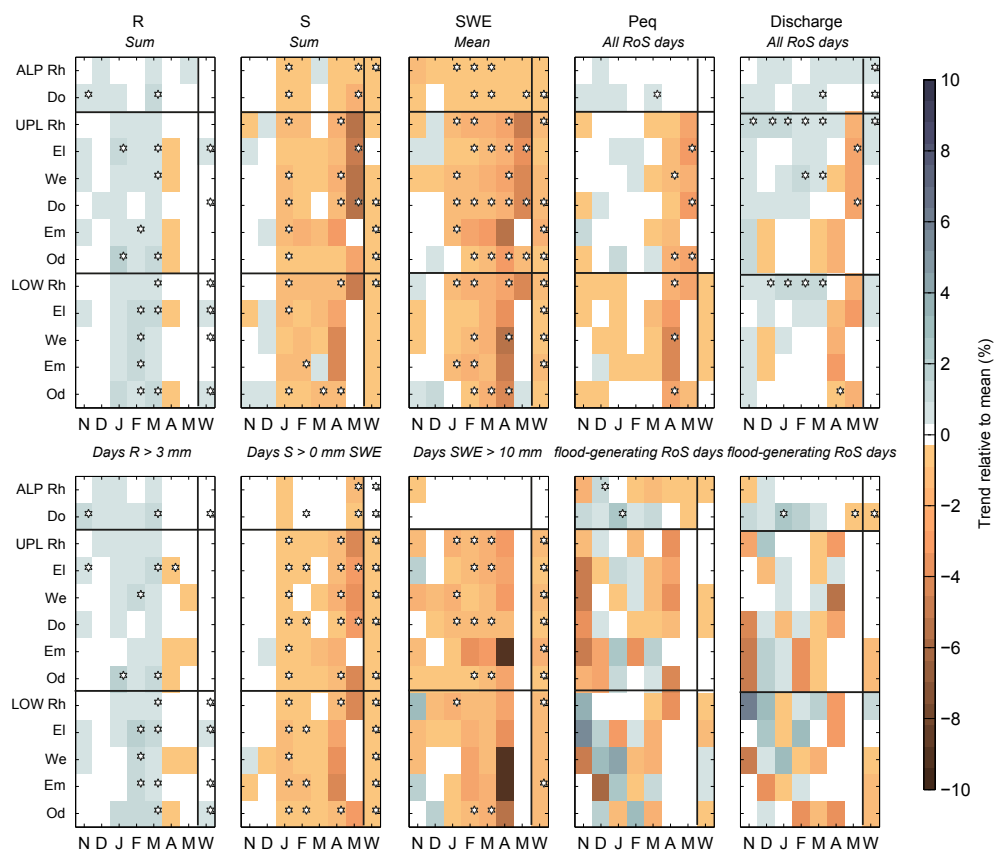 R S SWE Peq Discharge
Sum Sum Mean All RoS days All RoS days
ALP Rh
Do
UPL Rh
El
We
Do
Em
Od
LOW Rh
El
We
Em
Od
N D J F M A M W N D J F M A M W N D J F M A M W N D J F M A M W N D J F M A M W
Days R > 3 mm Days S > 0 mm SWE Days SWE > 10 mm flood-generating RoS days flood-generating RoS days
ALP Rh
Do
UPL Rh
El
We
Do
Em
Od
LOW Rh
El
We
Em
Od
N D J F M A M W N D J F M A M W N D J F M A M W N D J F M A M W N D J F M A M W
10
8
6
4
2
0
−2
−4
−6
−8
−10
Trend relative to mean (%)